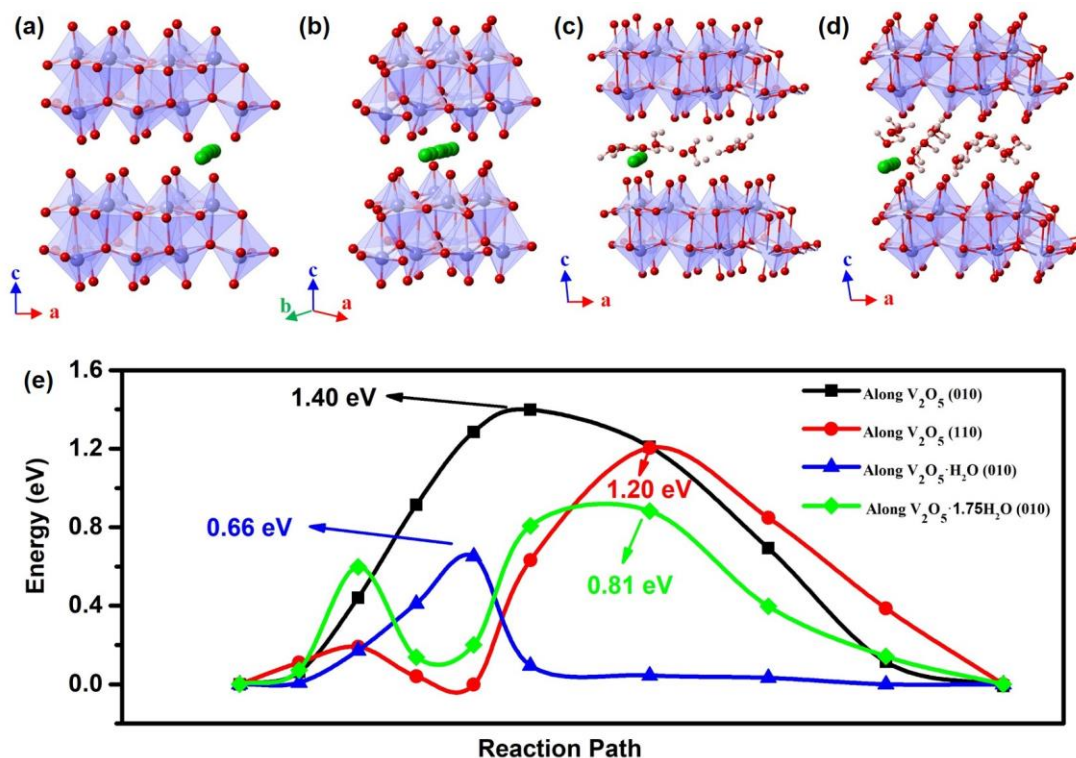 (a) (b) (c) (d)
c a
c b a
c a
c a
(e)
1.6
1.2
0.8
0.4
0.0
Energy (eV)
1.40 eV
0.66 eV
1.20 eV
0.81 eV
Along V₂O₅ (010)
Along V₂O₅ (110)
Along V₂O₅·H₂O (010)
Along V₂O₅·1.75H₂O (010)
Reaction Path